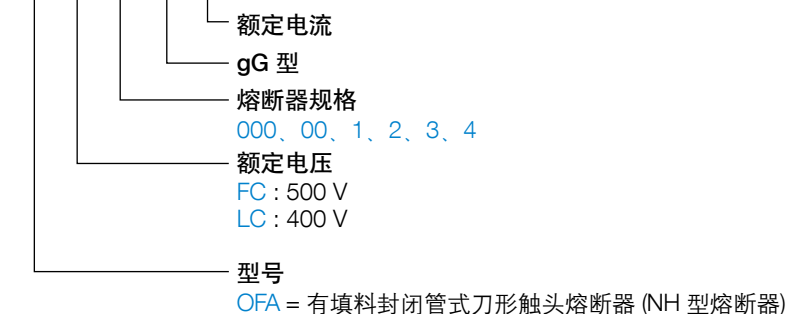 额定电流
gG 型
熔断器规格
000、00、1、2、3、4
额定电压
FC : 500 V
LC : 400 V
型号
OFA = 有填料封闭管式刀形触头熔断器 (NH 型熔断器)